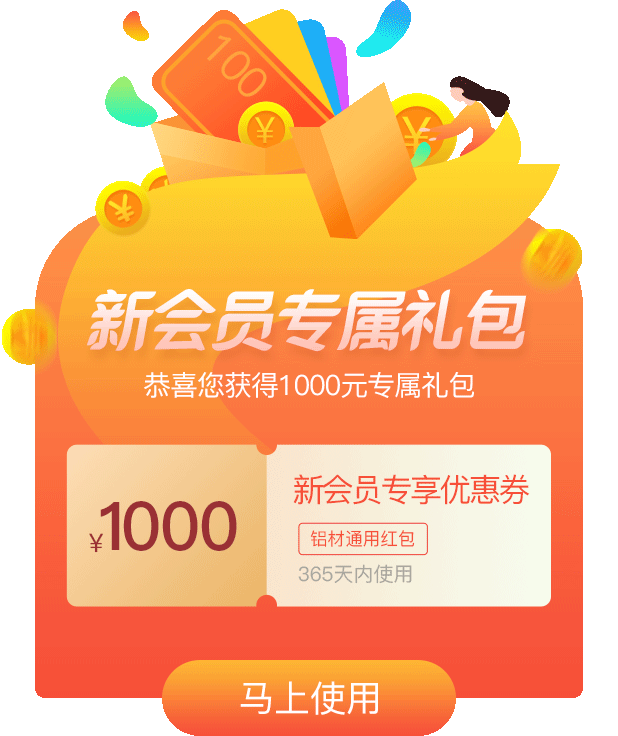 100
¥
¥
¥
新会员专属礼包
恭喜您获得1000元专属礼包
¥1000
新会员专享优惠券
铝材通用红包
365天内使用
马上使用